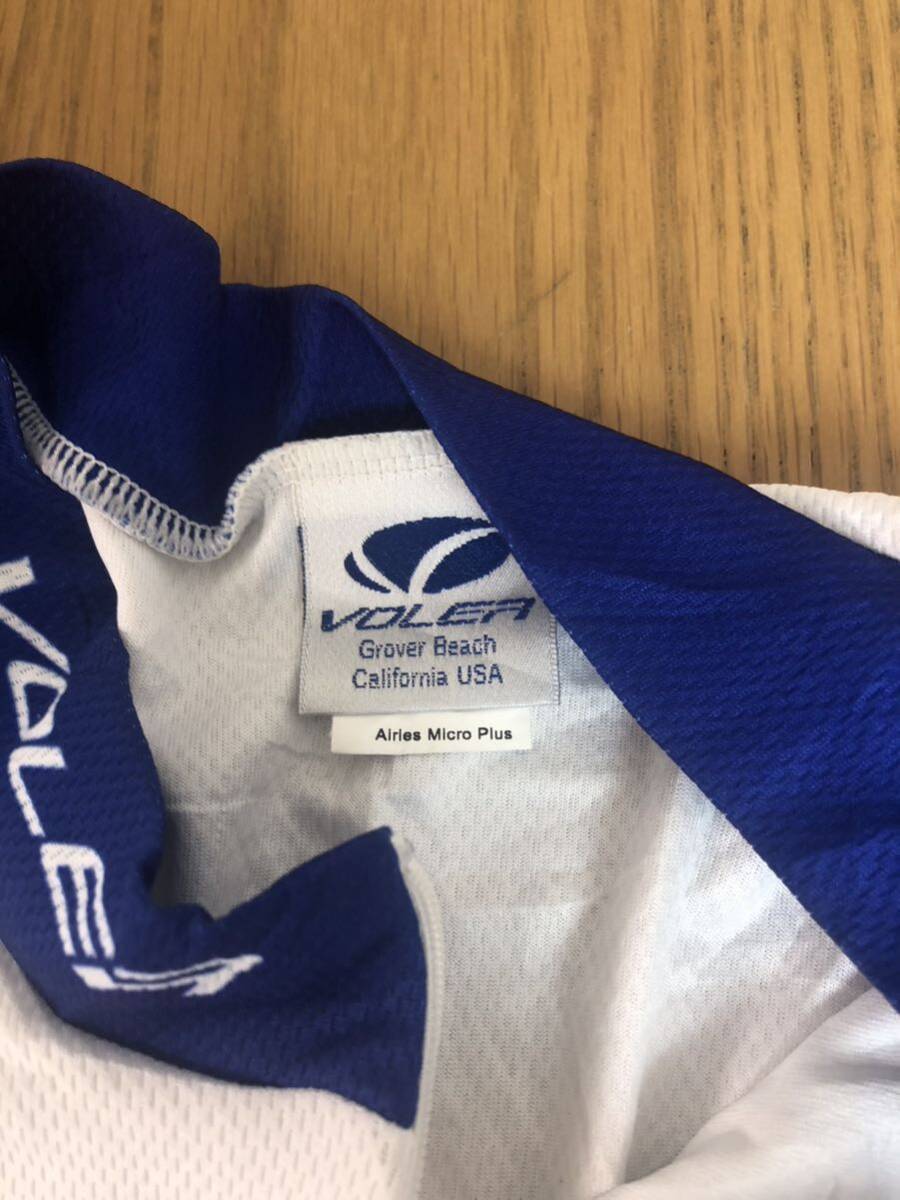 VOLER
Grover Beach
California USA
Airies Micro Plus
VOLER